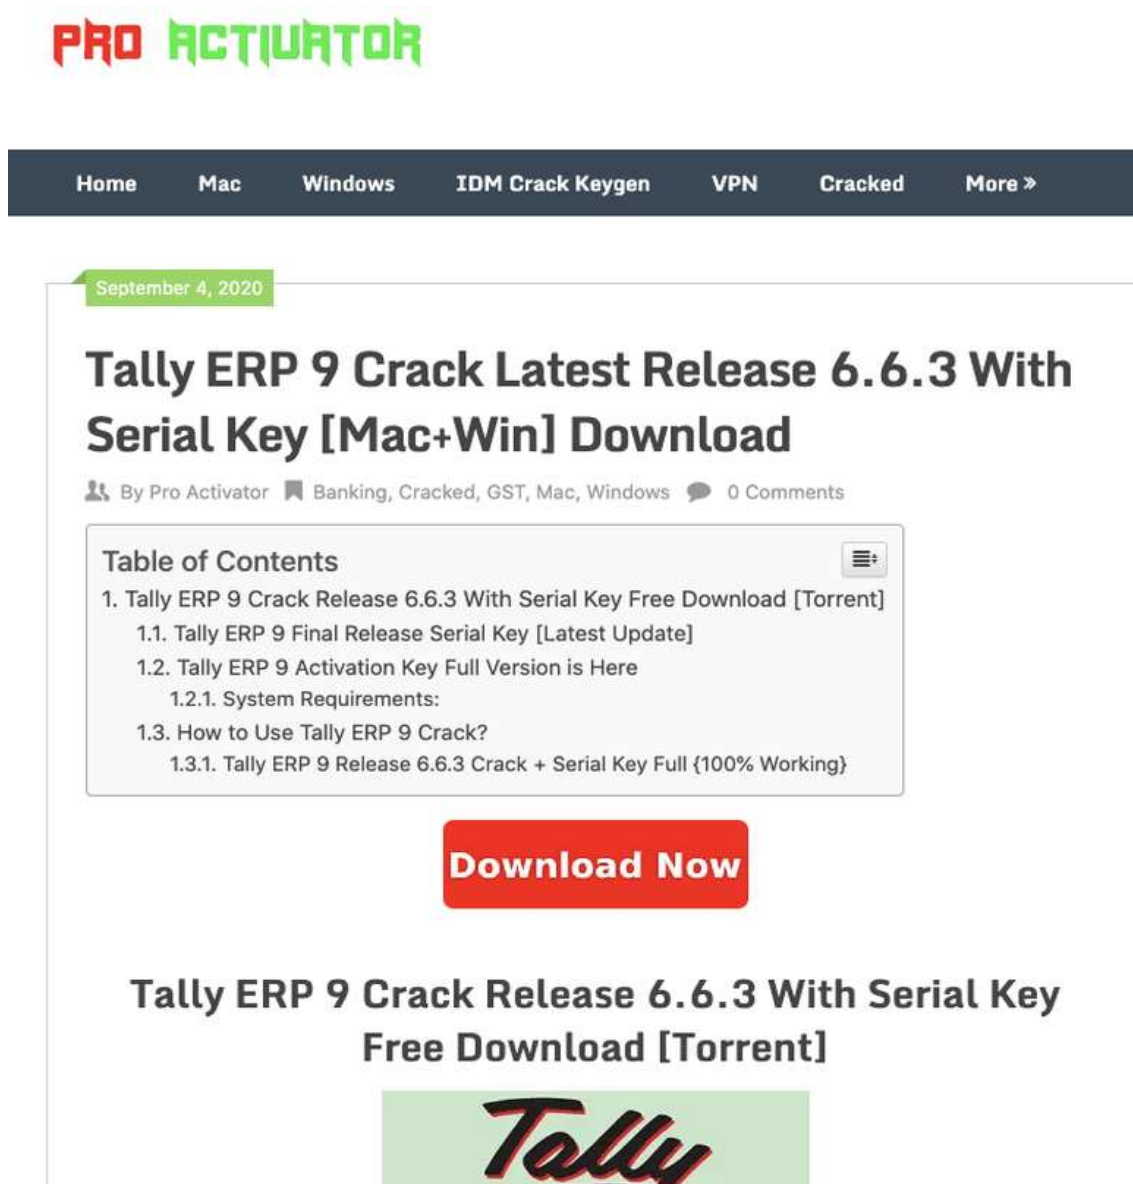 PRO ACTIVATOR
Home Mac Windows IDM Crack Keygen VPN Cracked More »
September 4, 2020
Tally ERP 9 Crack Latest Release 6.6.3 With
Serial Key [Mac+Win] Download
By Pro Activator Banking, Cracked, GST, Mac, Windows 0 Comments
Table of Contents
1. Tally ERP 9 Crack Release 6.6.3 With Serial Key Free Download [Torrent]
1.1. Tally ERP 9 Final Release Serial Key [Latest Update]
1.2. Tally ERP 9 Activation Key Full Version is Here
1.2.1. System Requirements:
1.3. How to Use Tally ERP 9 Crack?
1.3.1. Tally ERP 9 Release 6.6.3 Crack + Serial Key Full {100% Working}
Download Now
Tally ERP 9 Crack Release 6.6.3 With Serial Key
Free Download [Torrent]
Tally